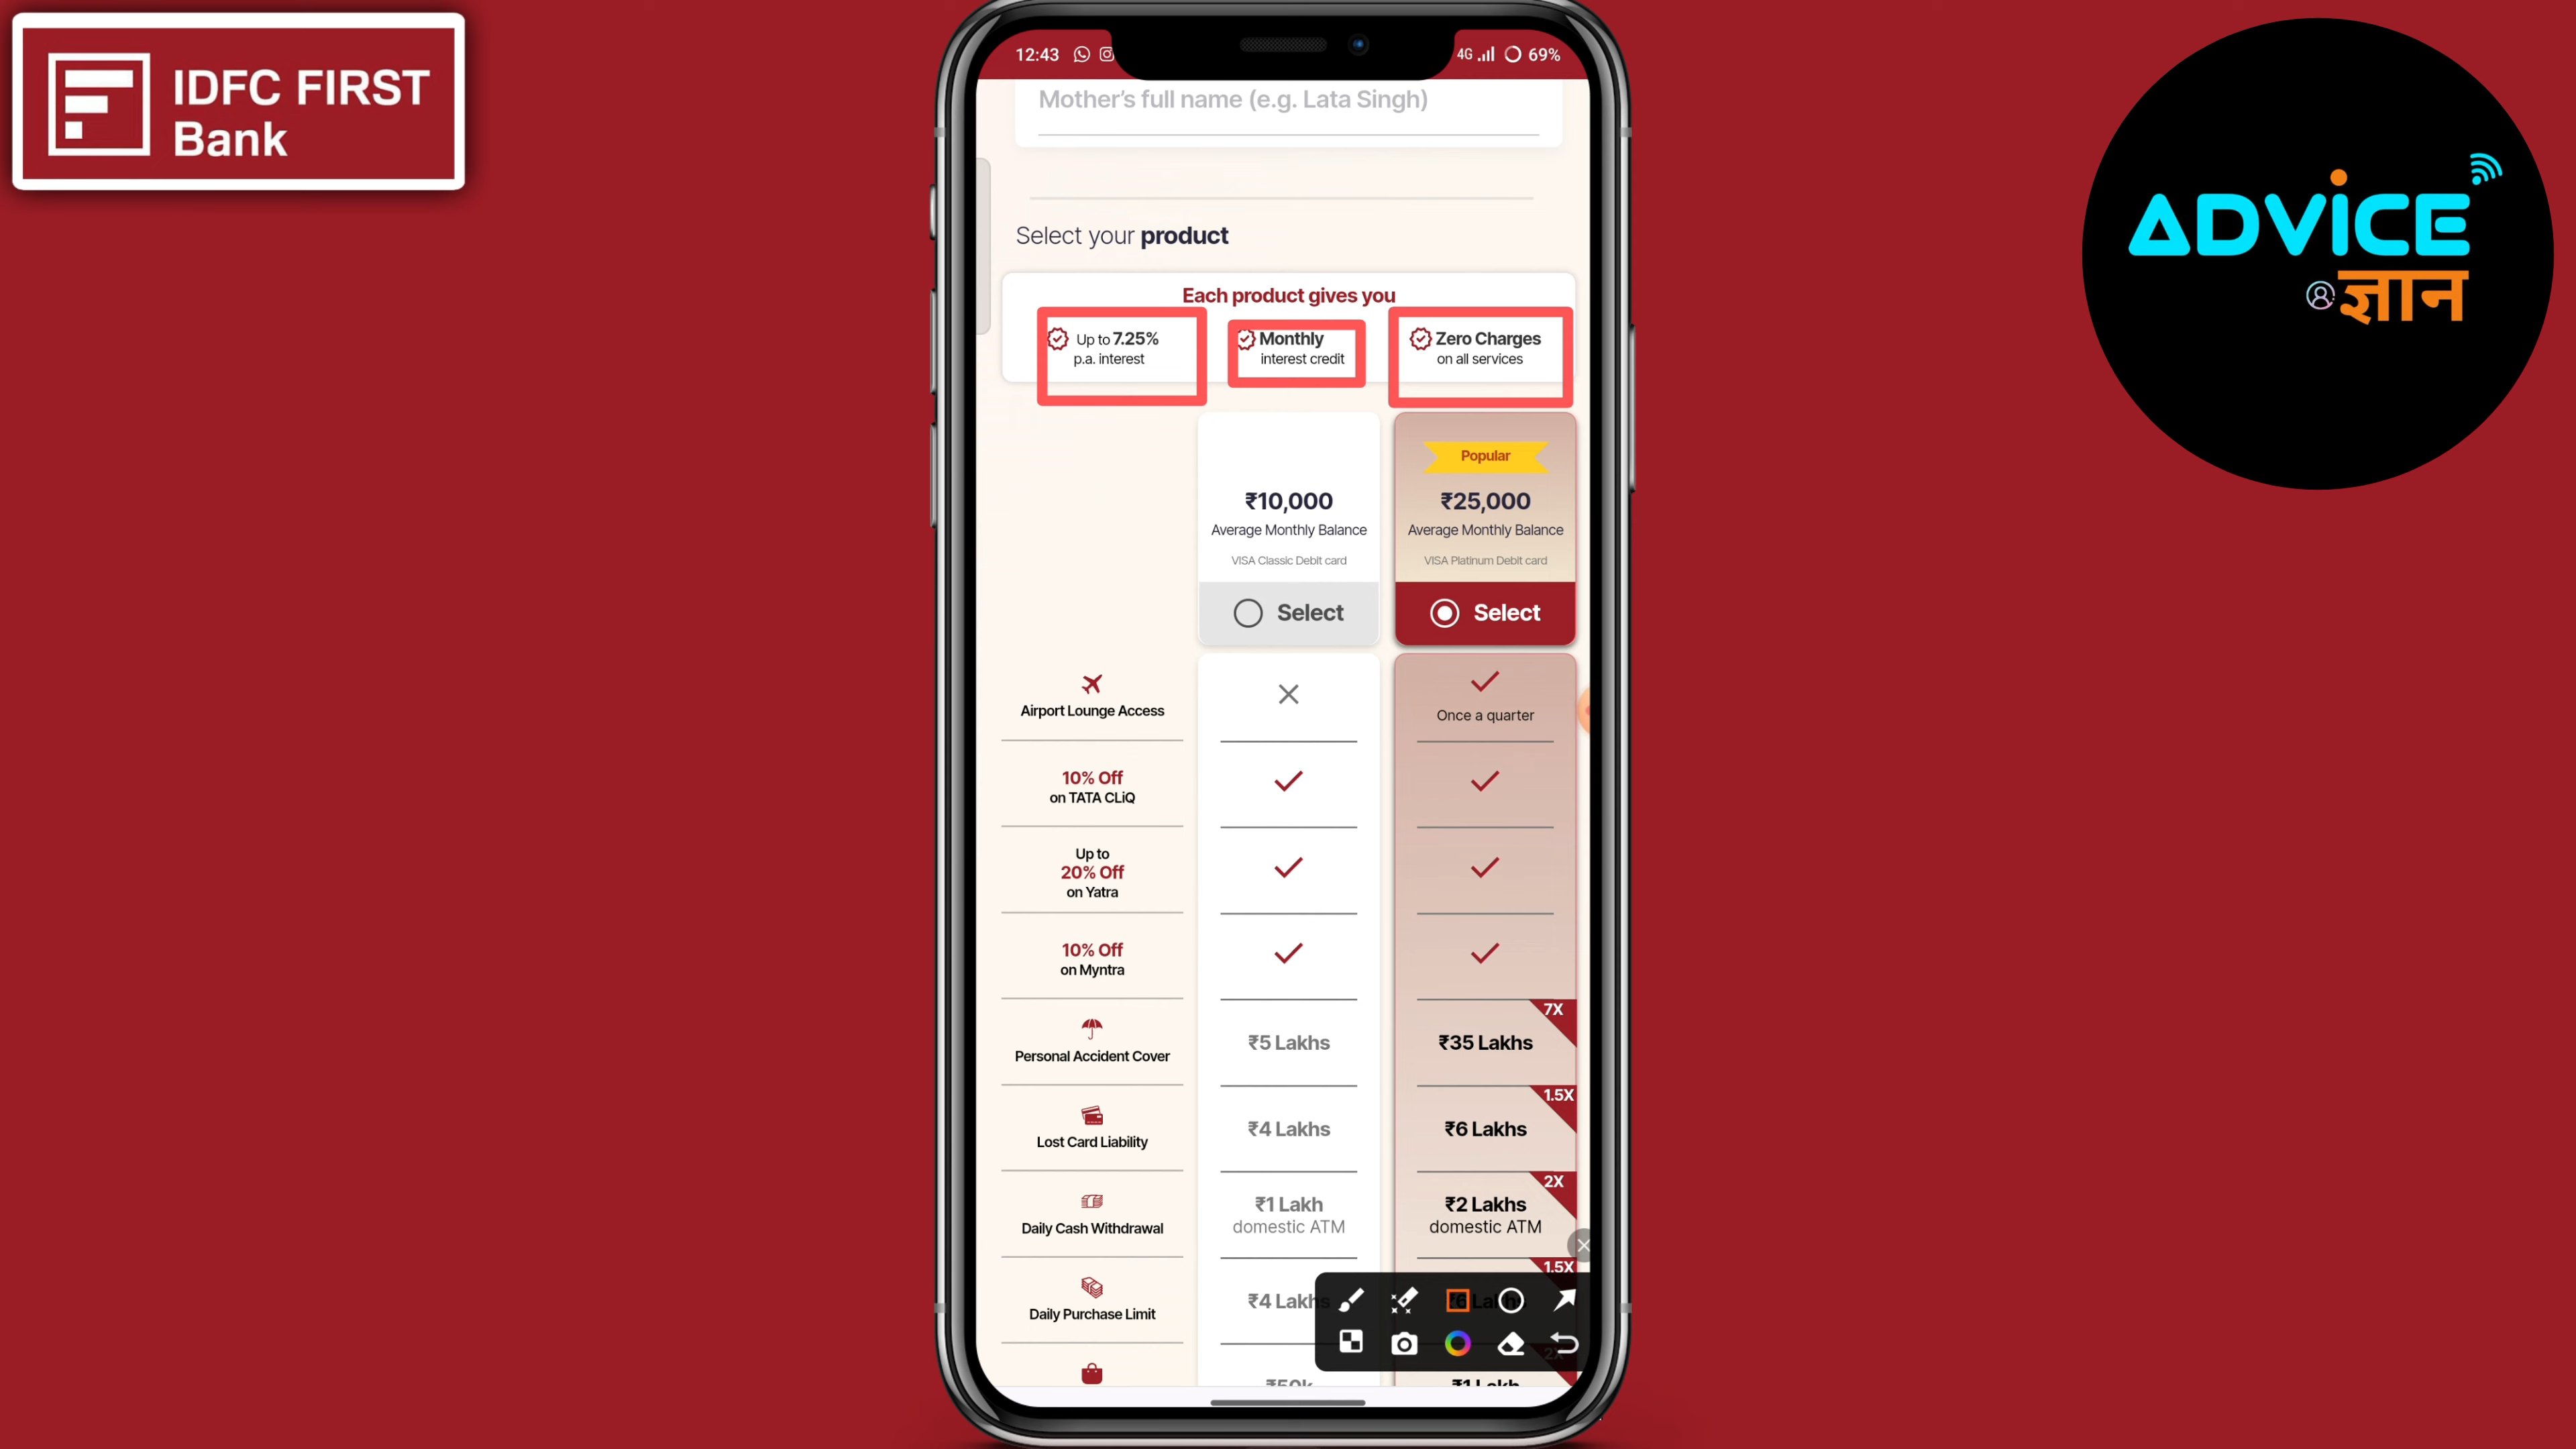 IDFC FIRST
Bank
ADVICE
ज्ञान
12:43
4G
69%
Mother's full name (e.g. Lata Singh)
Select your product
Each product gives you
Up to 7.25%
p.a. interest
Monthly
interest credit
Zero Charges
on all services
₹10,000
Average Monthly Balance
VISA Classic Debit card
Select
Popular
₹25,000
Average Monthly Balance
VISA Platinum Debit card
Select
Airport Lounge Access
Once a quarter
10% Off
on TATA CLiQ
Up to
20% Off
on Yatra
10% Off
on Myntra
Personal Accident Cover
₹5 Lakhs
₹35 Lakhs
7X
Lost Card Liability
₹4 Lakhs
₹6 Lakhs
1.5X
Daily Cash Withdrawal
₹1 Lakh
domestic ATM
₹2 Lakhs
domestic ATM
2X
Daily Purchase Limit
₹4 Lakhs
1.5X
₹1 Lakh